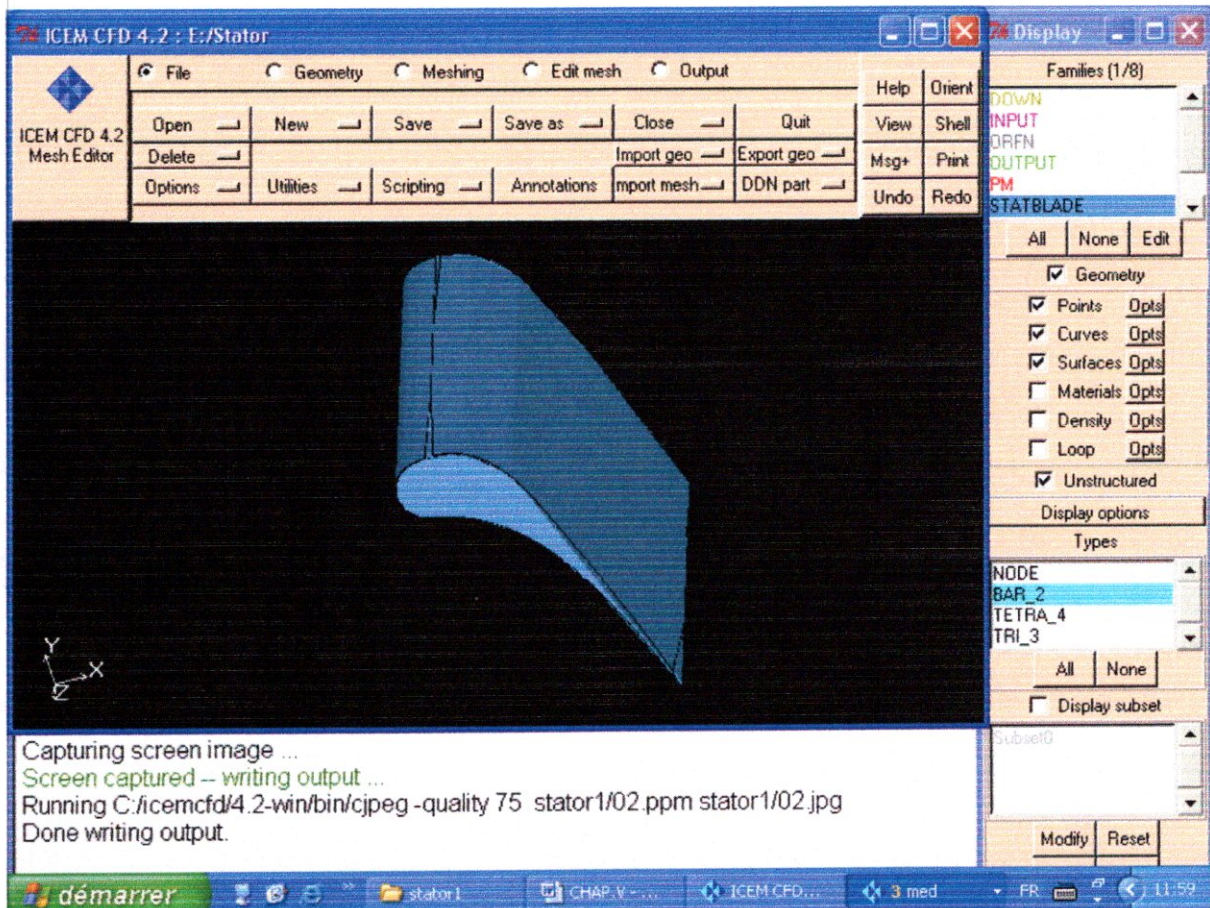 ICEM CFD 4.2 : E:/Stator
File Geometry Meshing Edit mesh Output
Help Orient
Open New Save Save as Close Quit
View Shell
ICEM CFD 4.2
Mesh Editor
Delete Import geo Export geo
Msg+ Print
Options Utilities Scripting Annotations mport mesh DDN part
Undo Redo
Y
X
Z
Capturing screen image ...
Screen captured -- writing output ...
Running C:/icemcfd/4.2-win/bin/cjpeg -quality 75 stator1/02.ppm stator1/02.jpg
Done writing output.
Display
Families (1/8)
DOWN
INPUT
ORFN
OUTPUT
PM
STATBLADE
All None Edit
Geometry
Points Opts
Curves Opts
Surfaces Opts
Materials Opts
Density Opts
Loop Opts
Unstructured
Display options
Types
NODE
BAR_2
TETRA_4
TRI_3
All None
Display subset
Subset0
Modify Reset
démarrer
»
stator1
CHAP.V - ...
ICEM CFD...
3 med
FR
11:59